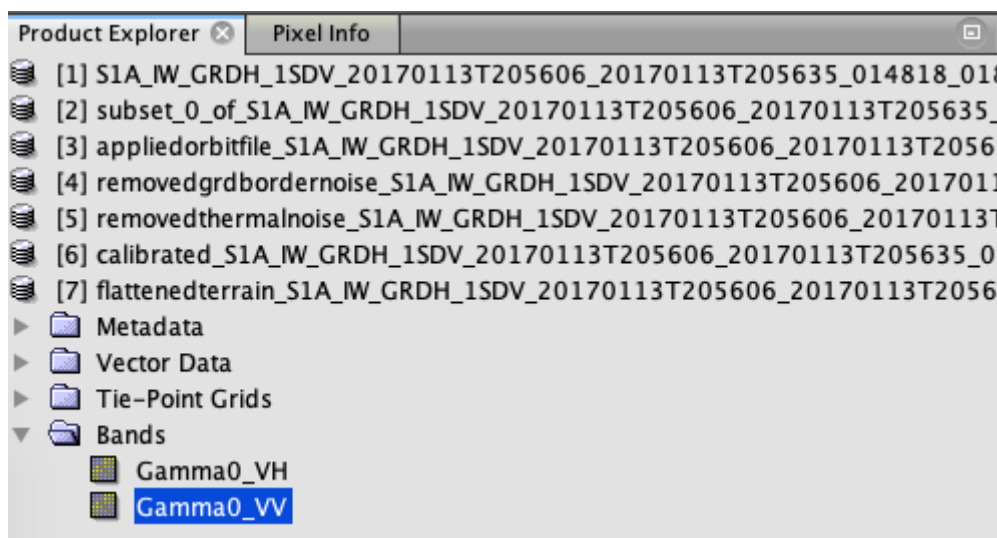 Product Explorer Pixel Info
[1] S1A_IW_GRDH_1SDV_20170113T205606_20170113T205635_014818_018
[2] subset_0_of_S1A_IW_GRDH_1SDV_20170113T205606_20170113T205635_
[3] appliedorbitfile_S1A_IW_GRDH_1SDV_20170113T205606_20170113T2056
[4] removedgrdbordernoise_S1A_IW_GRDH_1SDV_20170113T205606_2017011
[5] removedthermalnoise_S1A_IW_GRDH_1SDV_20170113T205606_20170113T
[6] calibrated_S1A_IW_GRDH_1SDV_20170113T205606_20170113T205635_0
[7] flattenedterrain_S1A_IW_GRDH_1SDV_20170113T205606_20170113T2056
Metadata
Vector Data
Tie-Point Grids
Bands
Gamma0_VH
Gamma0_VV